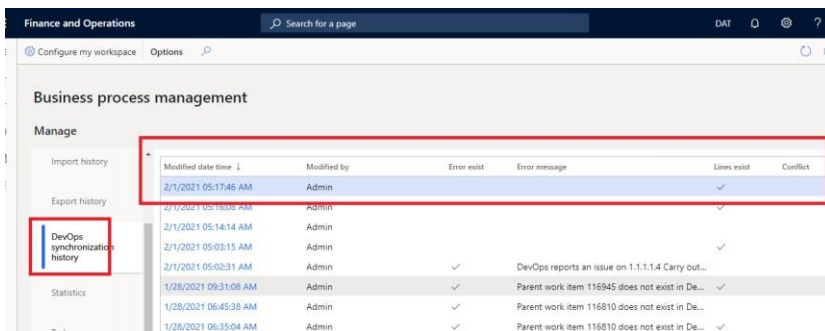 Finance and Operations Search for a page DAT ?
Configure my workspace Options
Business process management
Manage
Import history
Export history
DevOps
synchronization
history
Statistics
Modified date time ↓ Modified by Error exist Error message Lines exist Conflict
2/1/2021 05:17:46 AM Admin
2/1/2021 05:16:08 AM Admin
2/1/2021 05:14:14 AM Admin
2/1/2021 05:03:15 AM Admin
2/1/2021 05:02:31 AM Admin DevOps reports an issue on 1.1.1.1.4 Carry out...
1/28/2021 09:31:08 AM Admin Parent work item 116945 does not exist in De...
1/28/2021 06:45:38 AM Admin Parent work item 116810 does not exist in De...
1/28/2021 06:35:04 AM Admin Parent work item 116810 does not exist in De...